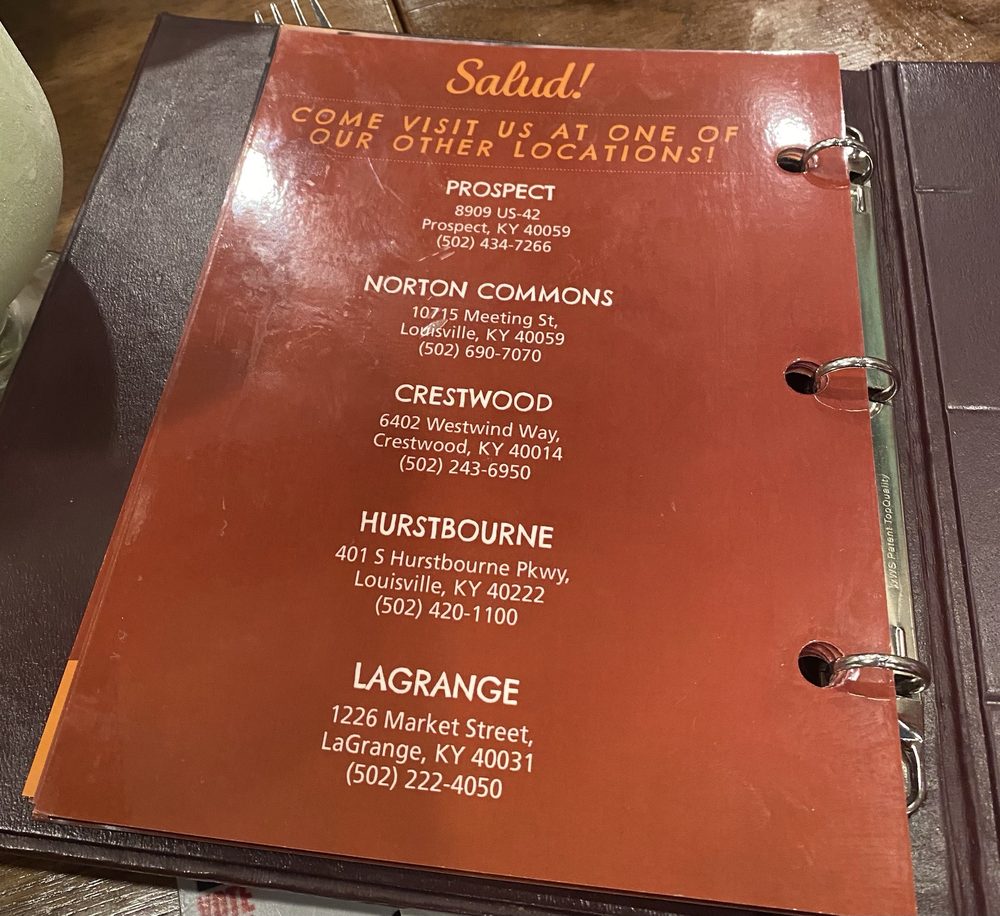 Salud!
COME VISIT US AT ONE OF
OUR OTHER LOCATIONS!
PROSPECT
8909 US-42
Prospect, KY 40059
(502) 434-7266
NORTON COMMONS
10715 Meeting St,
Louisville, KY 40059
(502) 690-7070
CRESTWOOD
6402 Westwind Way,
Crestwood, KY 40014
(502) 243-6950
HURSTBOURNE
401 S Hurstbourne Pkwy,
Louisville, KY 40222
(502) 420-1100
LAGRANGE
1226 Market Street,
LaGrange, KY 40031
(502) 222-4050
Patent TopQuality